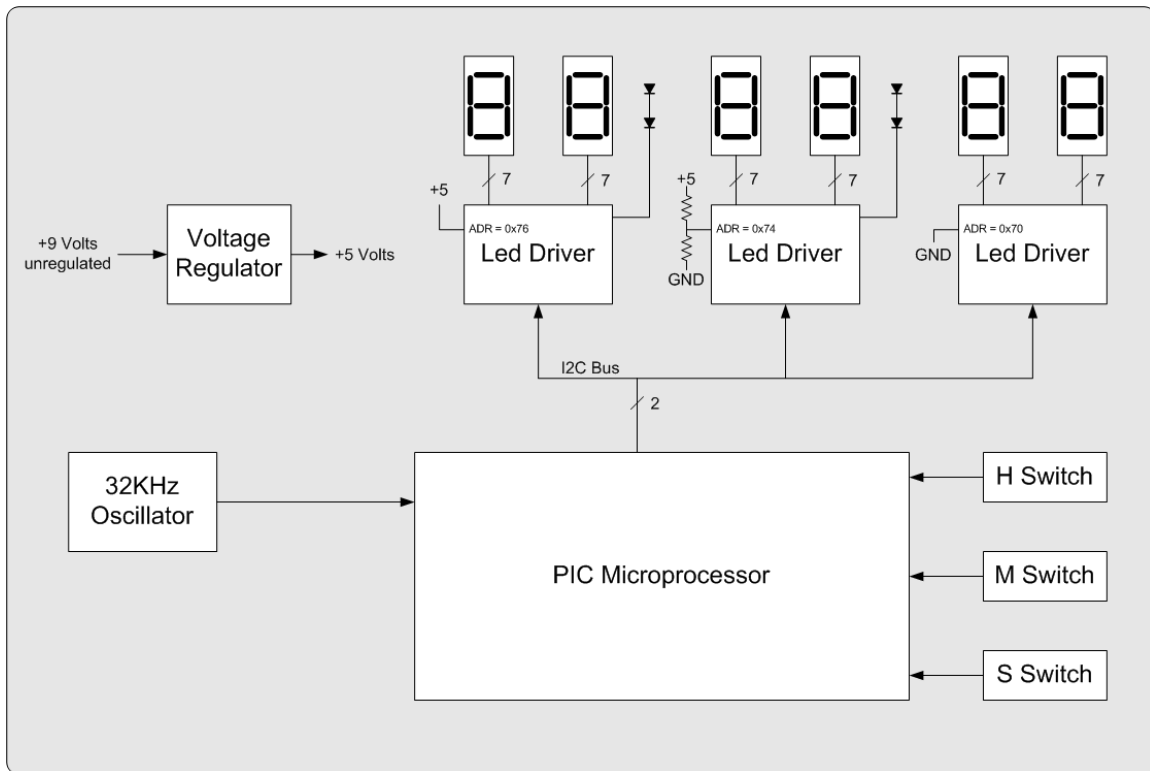 7
7
7
7
7
7
+5
+5
ADR = 0x76
Led Driver
ADR = 0x74
Led Driver
ADR = 0x70
Led Driver
GND
GND
+9 Volts
unregulated
Voltage
Regulator
+5 Volts
I2C Bus
2
32KHz
Oscillator
PIC Microprocessor
H Switch
M Switch
S Switch